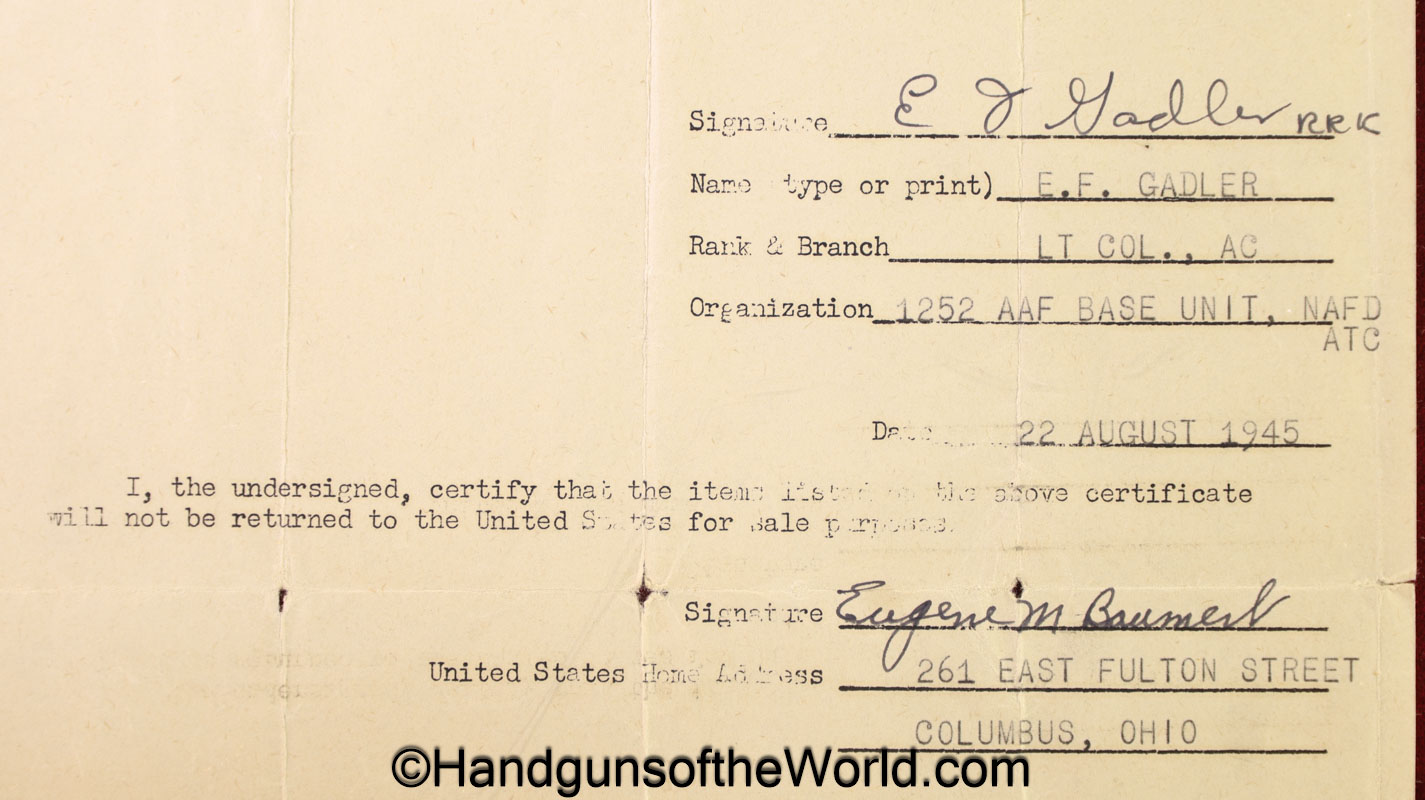 Signature E F Gadler RRK
Name (type or print) E.F. GADLER
Rank & Branch LT COL., AC
Organization 1252 AAF BASE UNIT, NAFD
ATC
Date 22 AUGUST 1945
I, the undersigned, certify that the items listed on the above certificate
will not be returned to the United States for sale purposes.
Signature Eugene M Baumert
United States Home Address 261 EAST FULTON STREET
COLUMBUS, OHIO
©HandgunsoftheWorld.com